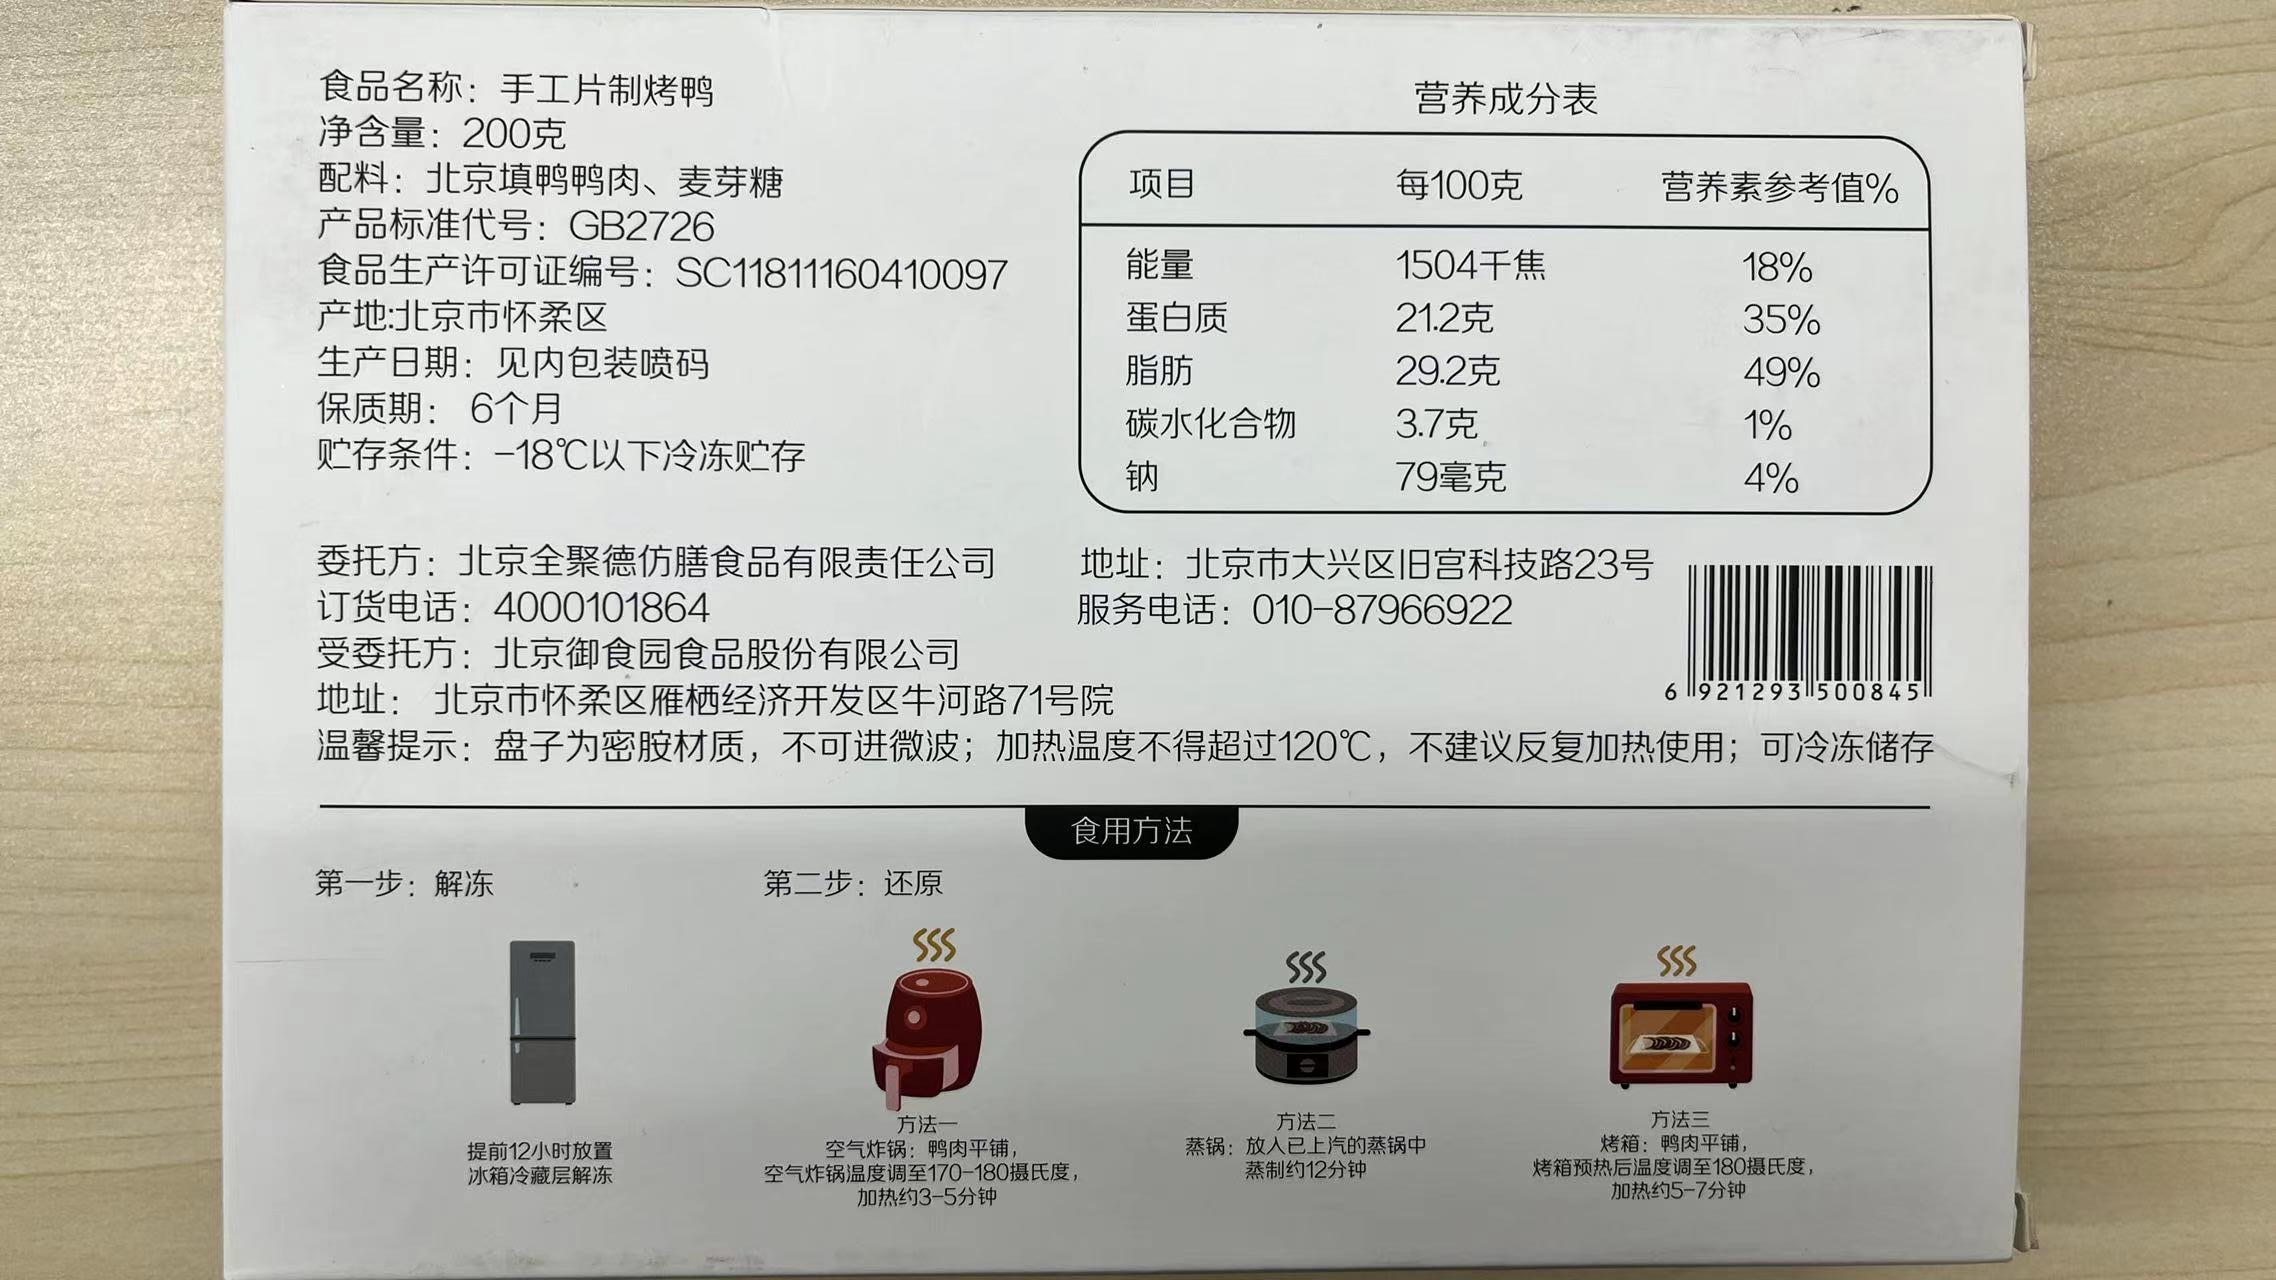 食品名称：手工片制烤鸭
净含量：200克
配料：北京填鸭鸭肉、麦芽糖
产品标准代号：GB2726
食品生产许可证编号：SC11811160410097
产地:北京市怀柔区
生产日期：见内包装喷码
保质期： 6个月
贮存条件：-18℃以下冷冻贮存
营养成分表
项目 每100克 营养素参考值%
能量 1504千焦 18%
蛋白质 21.2克 35%
脂肪 29.2克 49%
碳水化合物 3.7克 1%
钠 79毫克 4%
委托方：北京全聚德仿膳食品有限责任公司 地址：北京市大兴区旧宫科技路23号
订货电话：4000101864 服务电话：010-87966922
受委托方：北京御食园食品股份有限公司
地址： 北京市怀柔区雁栖经济开发区牛河路71号院
6 921293 500845
温馨提示：盘子为密胺材质，不可进微波；加热温度不得超过120℃，不建议反复加热使用；可冷冻储存
食用方法
第一步：解冻
提前12小时放置
冰箱冷藏层解冻
第二步：还原
方法一
空气炸锅：鸭肉平铺，
空气炸锅温度调至170-180摄氏度，
加热约3-5分钟
方法二
蒸锅：放入已上汽的蒸锅中
蒸制约12分钟
方法三
烤箱：鸭肉平铺，
烤箱预热后温度调至180摄氏度，
加热约5-7分钟